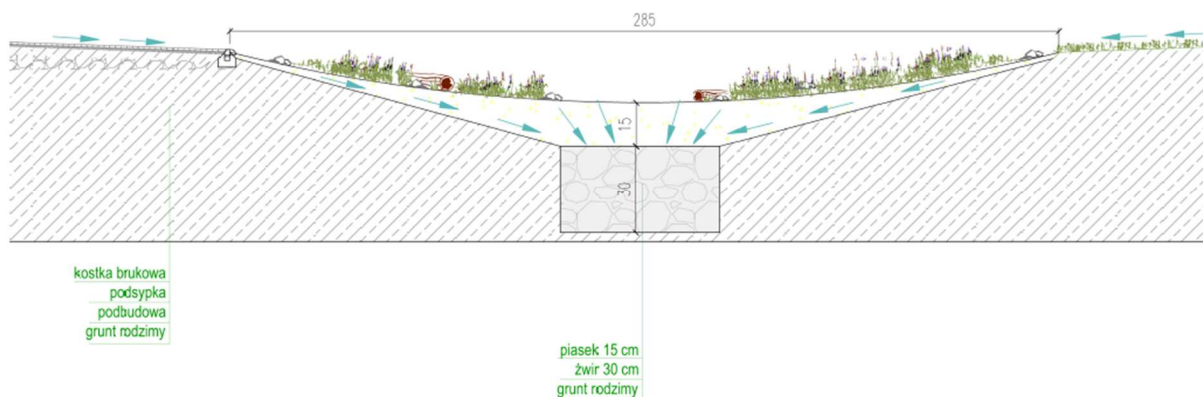 285
15
30
kostka brukowa
podsypka
podbudowa
grunt rodzimy
piasek 15 cm
żwir 30 cm
grunt rodzimy